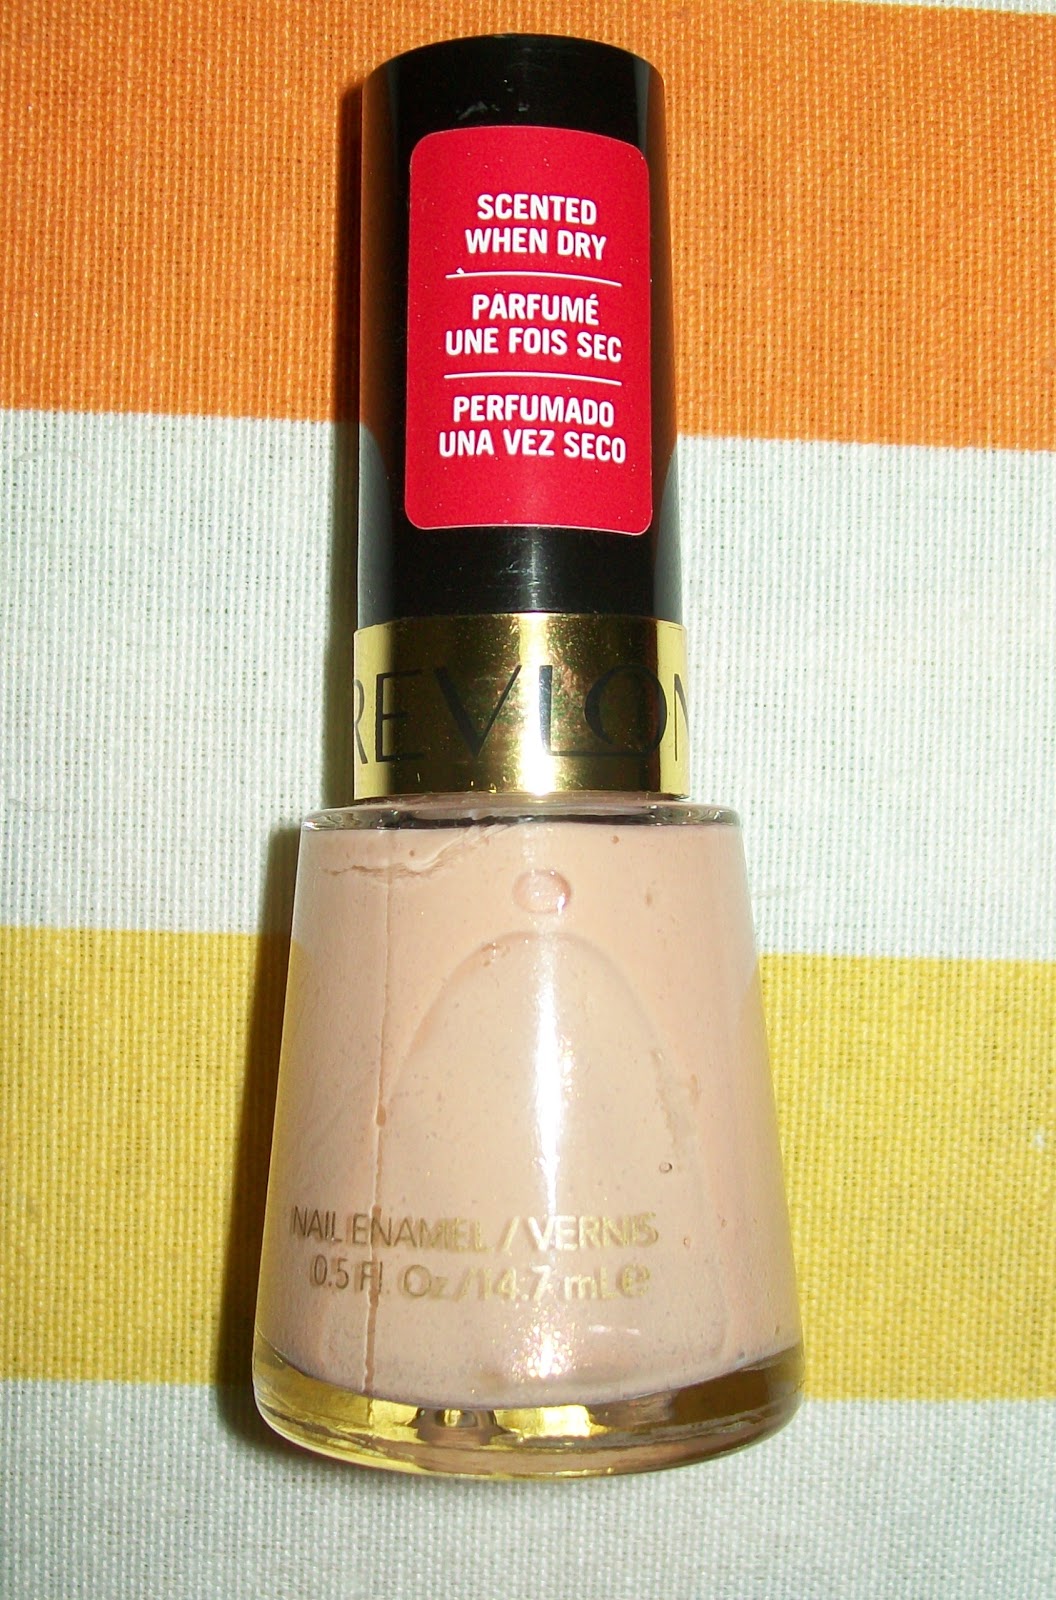 SCENTED
WHEN DRY
PARFUMÉ
UNE FOIS SEC
PERFUMADO
UNA VEZ SECO
REVLON
NAIL ENAMEL / VERNIS
0.5 Fl. Oz/14.7 mL ℮